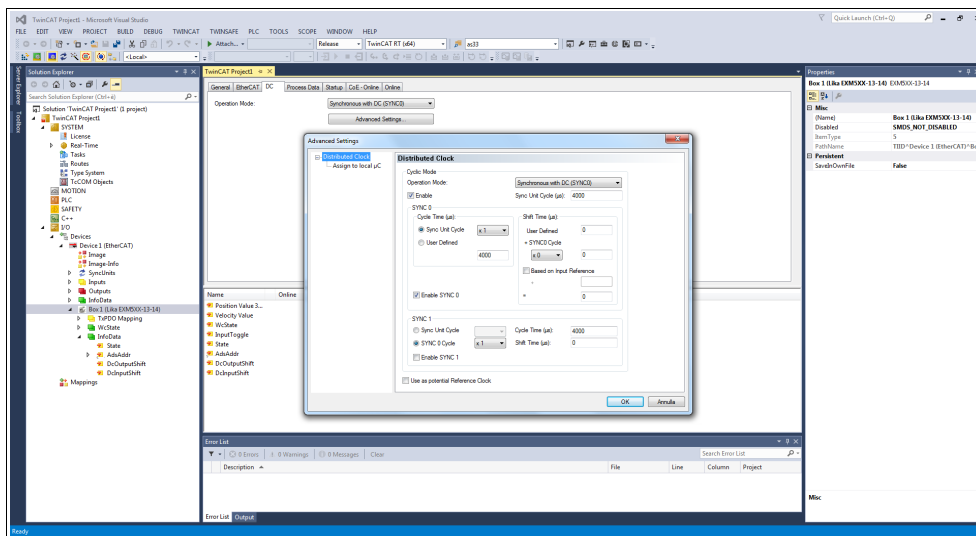 TwinCAT Project1 - Microsoft Visual Studio
Quick Launch (Ctrl+Q)
FILE EDIT VIEW PROJECT BUILD DEBUG TWINCAT TWINSAFE PLC TOOLS SCOPE WINDOW HELP
Attach... Release TwinCAT RT (x64) as33
<Local>
Server Explorer
Toolbox
Solution Explorer
Search Solution Explorer (Ctrl+è)
Solution 'TwinCAT Project1' (1 project)
TwinCAT Project1
SYSTEM
License
Real-Time
Tasks
Routes
Type System
TcCOM Objects
MOTION
PLC
SAFETY
C++
I/O
Devices
Device 1 (EtherCAT)
Image
Image-Info
SyncUnits
Inputs
Outputs
InfoData
Box 1 (Lika EXM5XX-13-14)
TxPDO Mapping
WcState
InfoData
State
AdsAddr
DcOutputShift
DcInputShift
Mappings
TwinCAT Project1
General EtherCAT DC Process Data Startup CoE - Online Online
Operation Mode: Synchronous with DC (SYNC0)
Advanced Settings...
Name Online
Position Value 3...
Velocity Value
WcState
InputToggle
State
AdsAddr
DcOutputShift
DcInputShift
Advanced Settings
Distributed Clock
Assign to local µC
Distributed Clock
Cyclic Mode
Operation Mode: Synchronous with DC (SYNC0)
Enable Sync Unit Cycle (µs): 4000
SYNC 0
Cycle Time (µs): Shift Time (µs):
Sync Unit Cycle x 1 User Defined 0
User Defined + SYNC0 Cycle
x 0 0
4000
Based on Input Reference
+
Enable SYNC 0 = 0
SYNC 1
Sync Unit Cycle Cycle Time (µs): 4000
SYNC 0 Cycle x 1 Shift Time (µs): 0
Enable SYNC 1
Use as potential Reference Clock
OK Annulla
Error List
0 Errors 0 Warnings 0 Messages Clear
Search Error List
Description File Line Column Project
Error List Output
Properties
Box 1 (Lika EXM5XX-13-14) EXM5XX-13-14
Misc
(Name) Box 1 (Lika EXM5XX-13-14)
Disabled SMDS_NOT_DISABLED
ItemType 5
PathName TIID^Device 1 (EtherCAT)^Bo
Persistent
SaveInOwnFile False
Misc
Ready